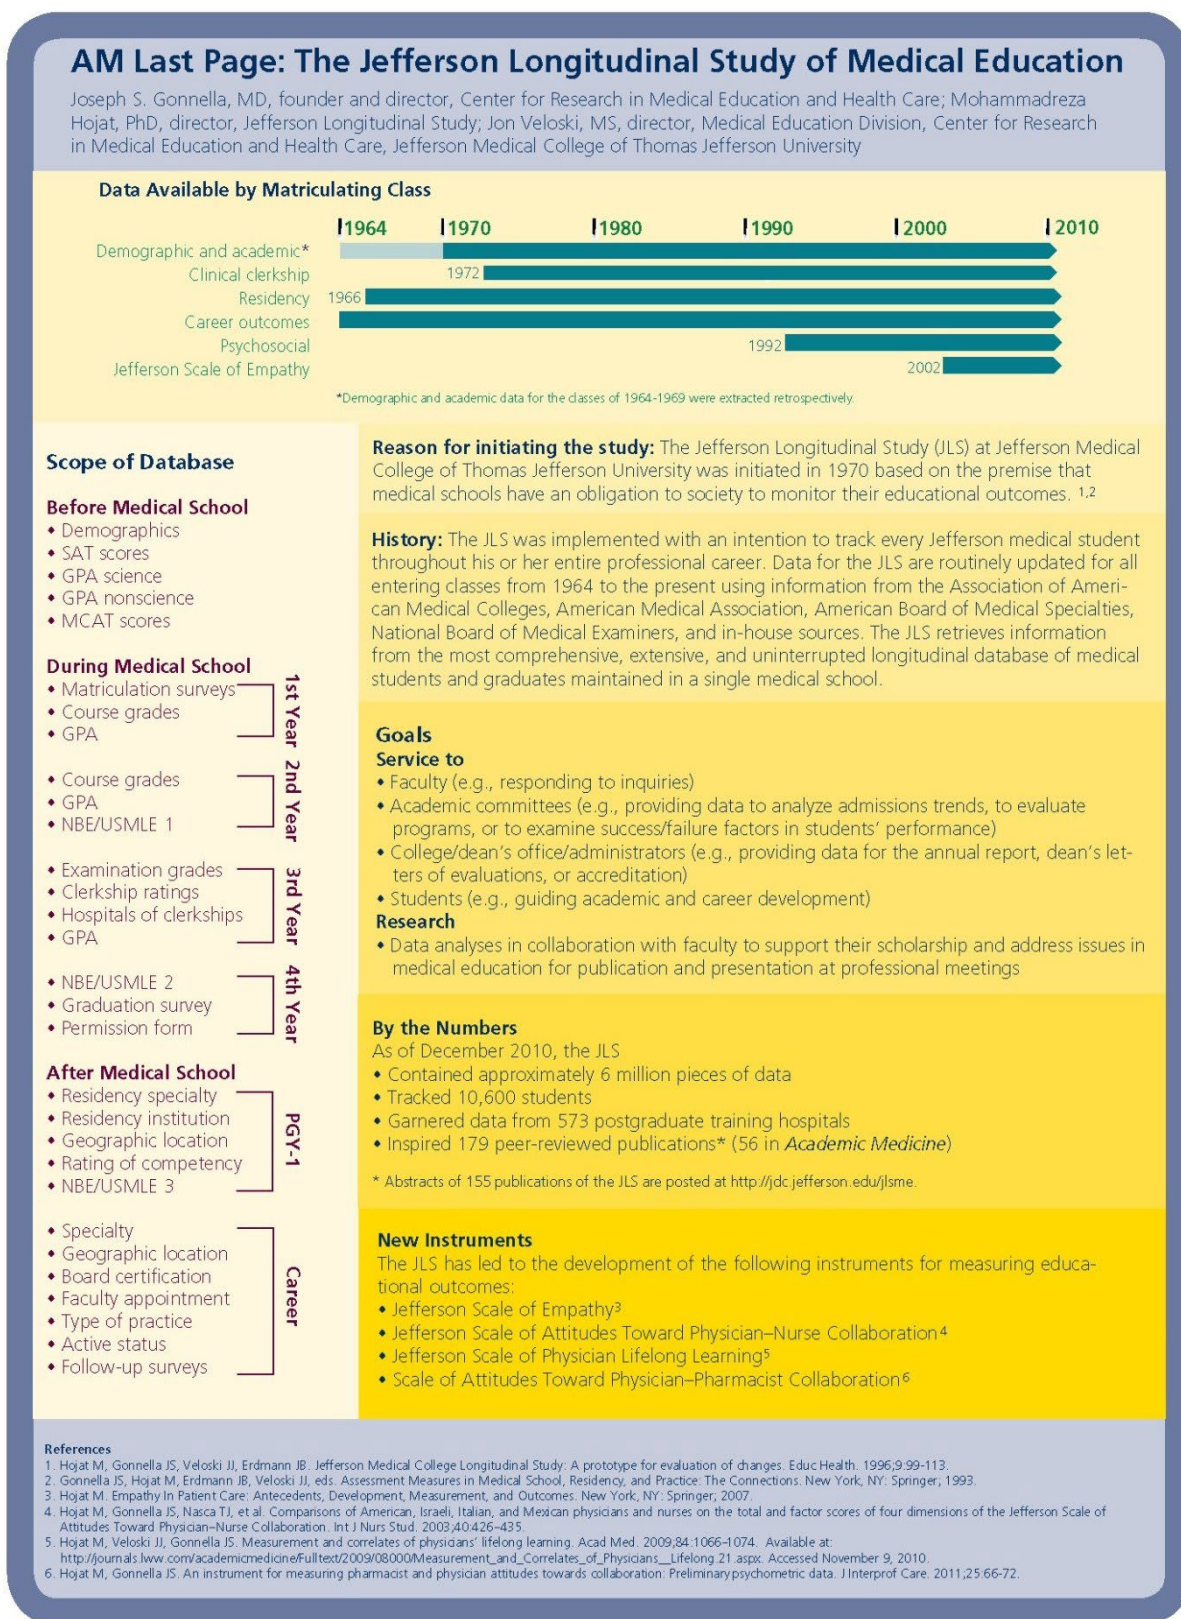 AM Last Page: The Jefferson Longitudinal Study of Medical Education
Joseph S. Gonnella, MD, founder and director, Center for Research in Medical Education and Health Care; Mohammadreza
Hojat, PhD, director, Jefferson Longitudinal Study; Jon Veloski, MS, director, Medical Education Division, Center for Research
in Medical Education and Health Care, Jefferson Medical College of Thomas Jefferson University
Data Available by Matriculating Class
1964 1970 1980 1990 2000 2010
Demographic and academic*
Clinical clerkship 1972
Residency 1966
Career outcomes
Psychosocial 1992
Jefferson Scale of Empathy 2002
*Demographic and academic data for the classes of 1964-1969 were extracted retrospectively.
Scope of Database
Before Medical School
• Demographics
• SAT scores
• GPA science
• GPA nonscience
• MCAT scores
During Medical School
• Matriculation surveys
• Course grades
• GPA
1st Year
• Course grades
• GPA
• NBE/USMLE 1
2nd Year
• Examination grades
• Clerkship ratings
• Hospitals of clerkships
• GPA
3rd Year
• NBE/USMLE 2
• Graduation survey
• Permission form
4th Year
After Medical School
• Residency specialty
• Residency institution
• Geographic location
• Rating of competency
• NBE/USMLE 3
PGY-1
• Specialty
• Geographic location
• Board certification
• Faculty appointment
• Type of practice
• Active status
• Follow-up surveys
Career
Reason for initiating the study: The Jefferson Longitudinal Study (JLS) at Jefferson Medical
College of Thomas Jefferson University was initiated in 1970 based on the premise that
medical schools have an obligation to society to monitor their educational outcomes. 1,2
History: The JLS was implemented with an intention to track every Jefferson medical student
throughout his or her entire professional career. Data for the JLS are routinely updated for all
entering classes from 1964 to the present using information from the Association of Ameri-
can Medical Colleges, American Medical Association, American Board of Medical Specialties,
National Board of Medical Examiners, and in-house sources. The JLS retrieves information
from the most comprehensive, extensive, and uninterrupted longitudinal database of medical
students and graduates maintained in a single medical school.
Goals
Service to
• Faculty (e.g., responding to inquiries)
• Academic committees (e.g., providing data to analyze admissions trends, to evaluate
programs, or to examine success/failure factors in students' performance)
• College/dean's office/administrators (e.g., providing data for the annual report, dean's let-
ters of evaluations, or accreditation)
• Students (e.g., guiding academic and career development)
Research
• Data analyses in collaboration with faculty to support their scholarship and address issues in
medical education for publication and presentation at professional meetings
By the Numbers
As of December 2010, the JLS
• Contained approximately 6 million pieces of data
• Tracked 10,600 students
• Garnered data from 573 postgraduate training hospitals
• Inspired 179 peer-reviewed publications* (56 in Academic Medicine)
* Abstracts of 155 publications of the JLS are posted at http://jdc.jefferson.edu/jlsme.
New Instruments
The JLS has led to the development of the following instruments for measuring educa-
tional outcomes:
• Jefferson Scale of Empathy3
• Jefferson Scale of Attitudes Toward Physician–Nurse Collaboration4
• Jefferson Scale of Physician Lifelong Learning5
• Scale of Attitudes Toward Physician–Pharmacist Collaboration6
References
1. Hojat M, Gonnella JS, Veloski JJ, Erdmann JB. Jefferson Medical College Longitudinal Study: A prototype for evaluation of changes. Educ Health. 1996;9:99-113.
2. Gonnella JS, Hojat M, Erdmann JB, Veloski JJ, eds. Assessment Measures in Medical School, Residency, and Practice: The Connections. New York, NY: Springer; 1993.
3. Hojat M. Empathy In Patient Care: Antecedents, Development, Measurement, and Outcomes. New York, NY: Springer; 2007.
4. Hojat M, Gonnella JS, Nasca TJ, et al. Comparisons of American, Israeli, Italian, and Mexican physicians and nurses on the total and factor scores of four dimensions of the Jefferson Scale of
Attitudes Toward Physician–Nurse Collaboration. Int J Nurs Stud. 2003;40:426–435.
5. Hojat M, Veloski JJ, Gonnella JS. Measurement and correlates of physicians' lifelong learning. Acad Med. 2009;84:1066–1074. Available at:
http://journals.lww.com/academicmedicine/Fulltext/2009/08000/Measurement_and_Correlates_of_Physicians__Lifelong.21.aspx. Accessed November 9, 2010.
6. Hojat M, Gonnella JS. An instrument for measuring pharmacist and physician attitudes towards collaboration: Preliminary psychometric data. J Interprof Care. 2011;25:66-72.